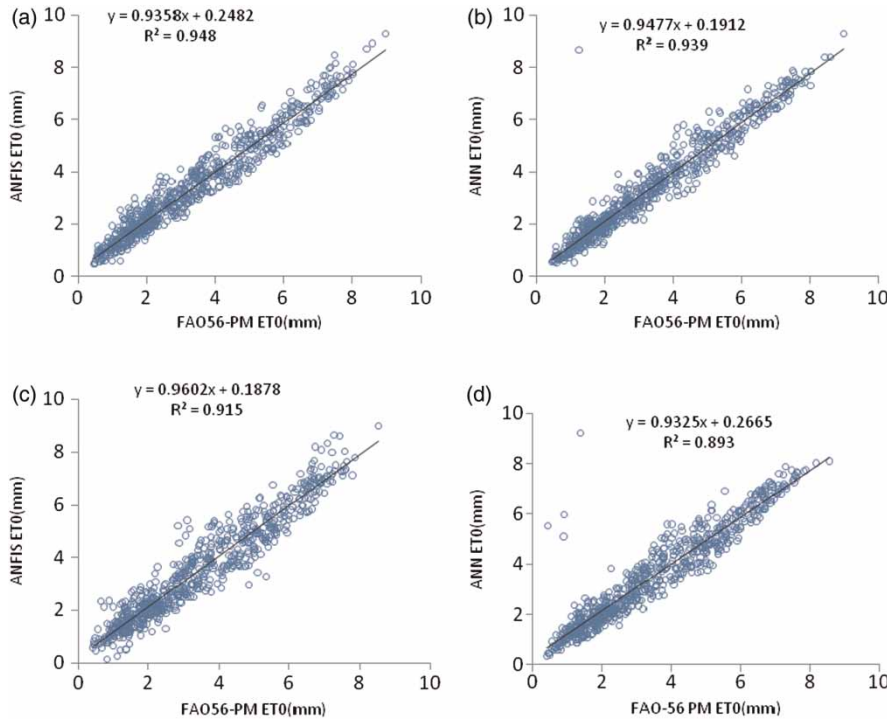 (a)
y = 0.9358x + 0.2482
R² = 0.948
10
8
6
4
2
0
ANFIS ET0 (mm)
0 2 4 6 8 10
FAO56-PM ET0(mm)
(b)
y = 0.9477x + 0.1912
R² = 0.939
10
8
6
4
2
0
ANN ET0(mm)
0 2 4 6 8 10
FAO56-PM ET0(mm)
(c)
y = 0.9602x + 0.1878
R² = 0.915
10
8
6
4
2
0
ANFIS ET0(mm)
0 2 4 6 8 10
FAO56-PM ET0(mm)
(d)
y = 0.9325x + 0.2665
R² = 0.893
10
8
6
4
2
0
ANN ET0(mm)
0 2 4 6 8 10
FAO-56 PM ET0(mm)